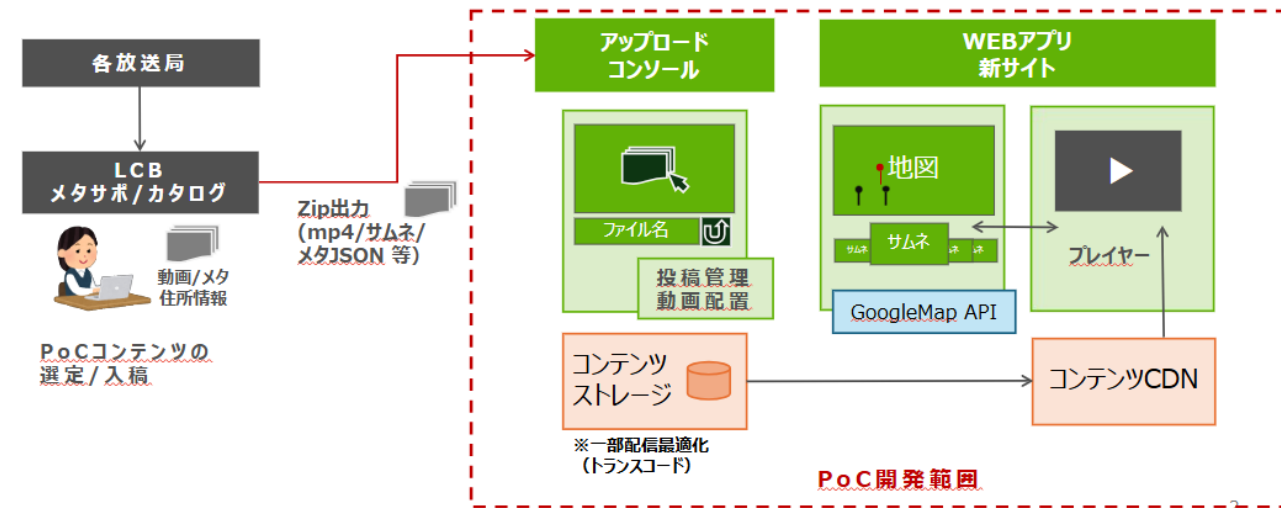 各放送局
LCB
メタサポ/カタログ
動画/メタ
住所情報
PoCコンテンツの
選定/入稿
Zip出力
(mp4/サムネ/
メタJSON 等)
アップロード
コンソール
ファイル名
投稿管理
動画配置
コンテンツ
ストレージ
※一部配信最適化
（トランスコード）
WEBアプリ
新サイト
地図
サムネ
サムネ
ネ
ネ
GoogleMap API
プレイヤー
コンテンツCDN
PoC開発範囲